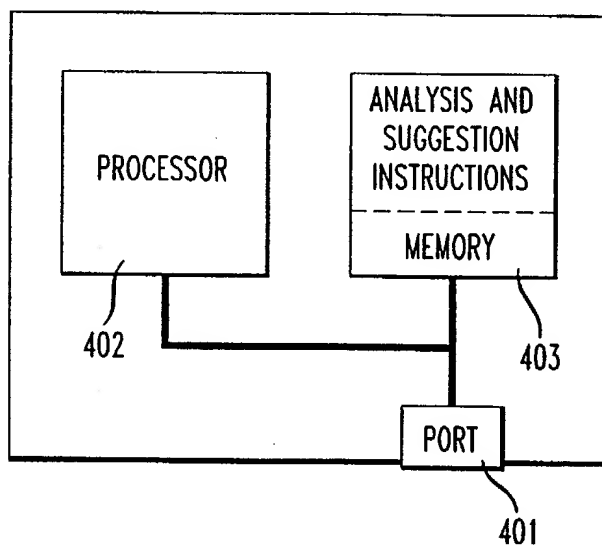 PROCESSOR
ANALYSIS AND
SUGGESTION
INSTRUCTIONS
MEMORY
402
403
PORT
401